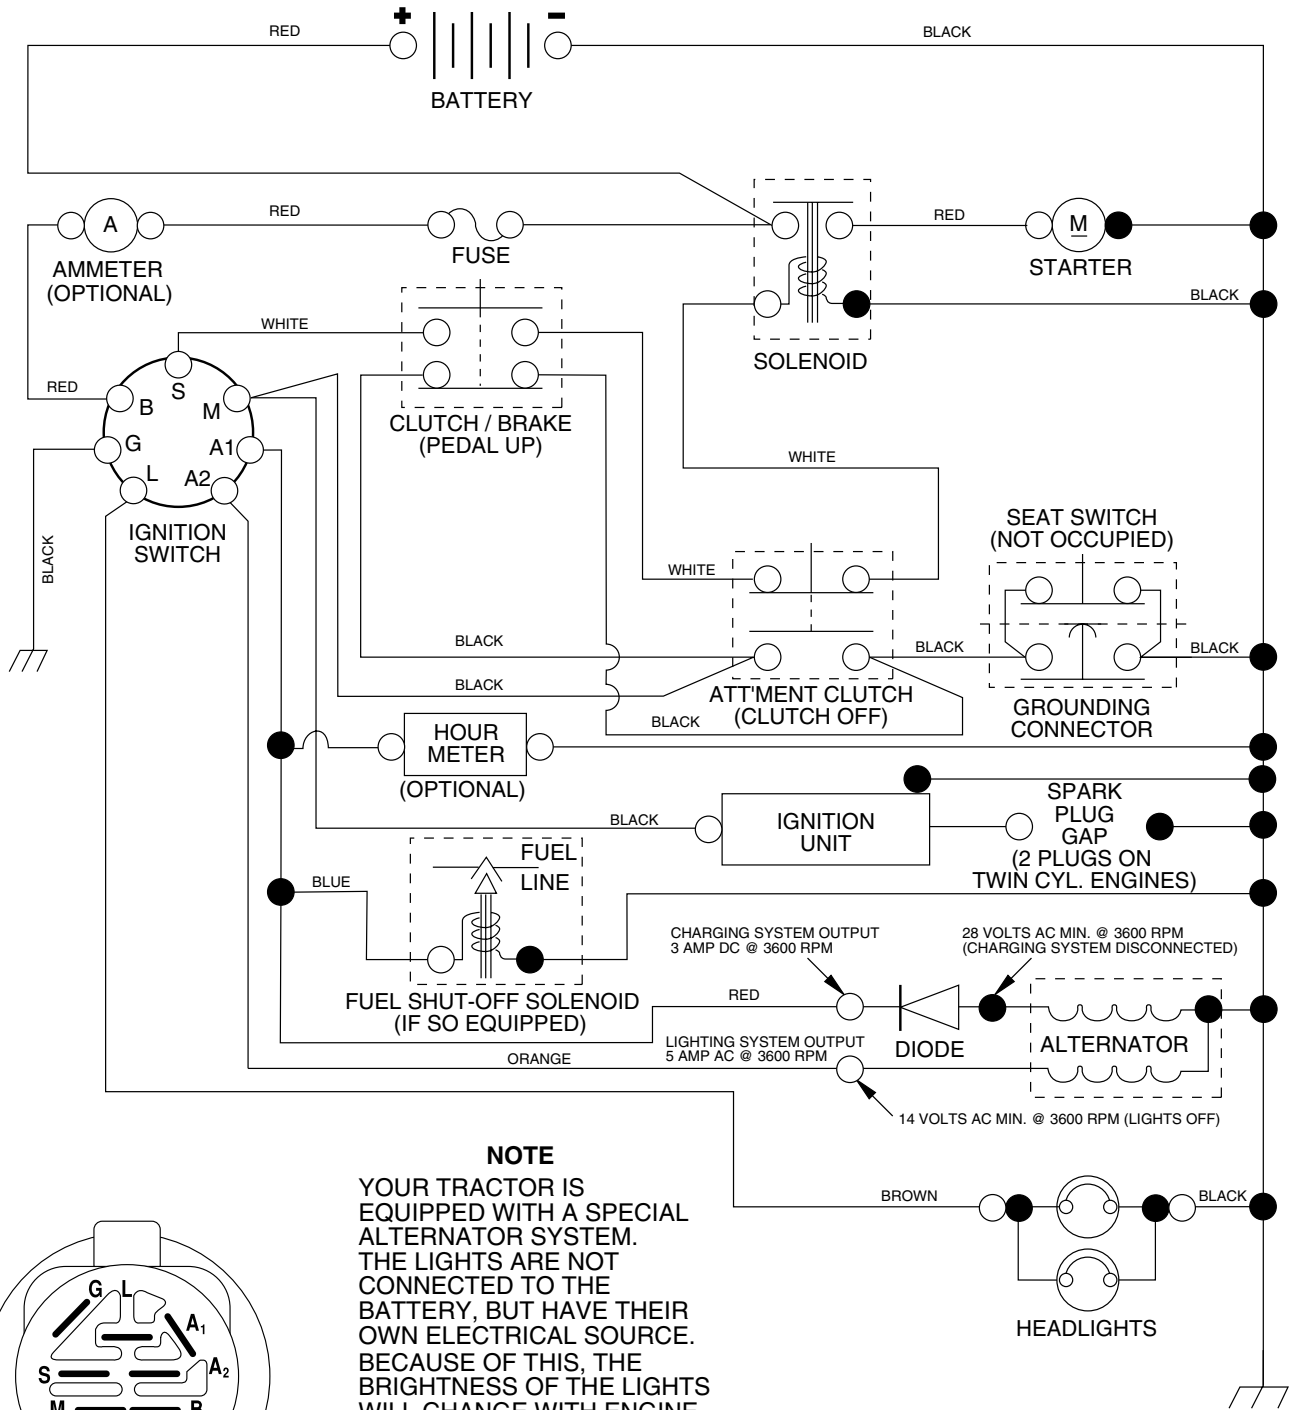 RED
+
−
BLACK
BATTERY
A
RED
FUSE
RED
M
AMMETER
(OPTIONAL)
STARTER
WHITE
BLACK
SOLENOID
RED
S
B
M
CLUTCH / BRAKE
(PEDAL UP)
G
A1
L
A2
WHITE
IGNITION
SWITCH
BLACK
SEAT SWITCH
(NOT OCCUPIED)
WHITE
BLACK
BLACK
BLACK
BLACK
ATT'MENT CLUTCH
(CLUTCH OFF)
GROUNDING
CONNECTOR
BLACK
HOUR
METER
(OPTIONAL)
BLACK
IGNITION
UNIT
SPARK
PLUG
GAP
(2 PLUGS ON
TWIN CYL. ENGINES)
FUEL
LINE
BLUE
CHARGING SYSTEM OUTPUT
3 AMP DC @ 3600 RPM
28 VOLTS AC MIN. @ 3600 RPM
(CHARGING SYSTEM DISCONNECTED)
FUEL SHUT-OFF SOLENOID
(IF SO EQUIPPED)
RED
DIODE
ALTERNATOR
LIGHTING SYSTEM OUTPUT
5 AMP AC @ 3600 RPM
ORANGE
14 VOLTS AC MIN. @ 3600 RPM (LIGHTS OFF)
NOTE
YOUR TRACTOR IS
EQUIPPED WITH A SPECIAL
ALTERNATOR SYSTEM.
THE LIGHTS ARE NOT
CONNECTED TO THE
BATTERY, BUT HAVE THEIR
OWN ELECTRICAL SOURCE.
BECAUSE OF THIS, THE
BRIGHTNESS OF THE LIGHTS
WILL CHANGE WITH ENGINE
BROWN
BLACK
HEADLIGHTS
G
L
A1
A2
S
M
B